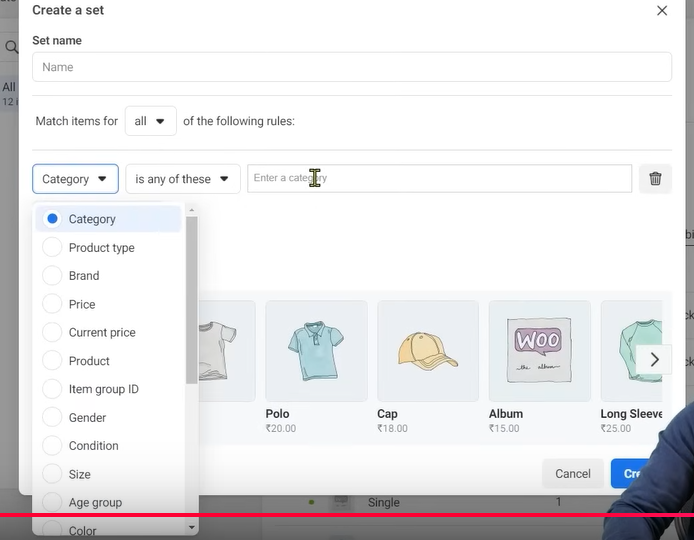 Create a set
Set name
Name
Match items for all of the following rules:
Category is any of these Enter a category
Category
Product type
Brand
Price
Current price
Product
Item group ID
Gender
Condition
Size
Age group
Color
All
WOO
the album
Polo Cap Album Long Sleeve
₹20.00 ₹18.00 ₹15.00 ₹25.00
Cancel
Single 1